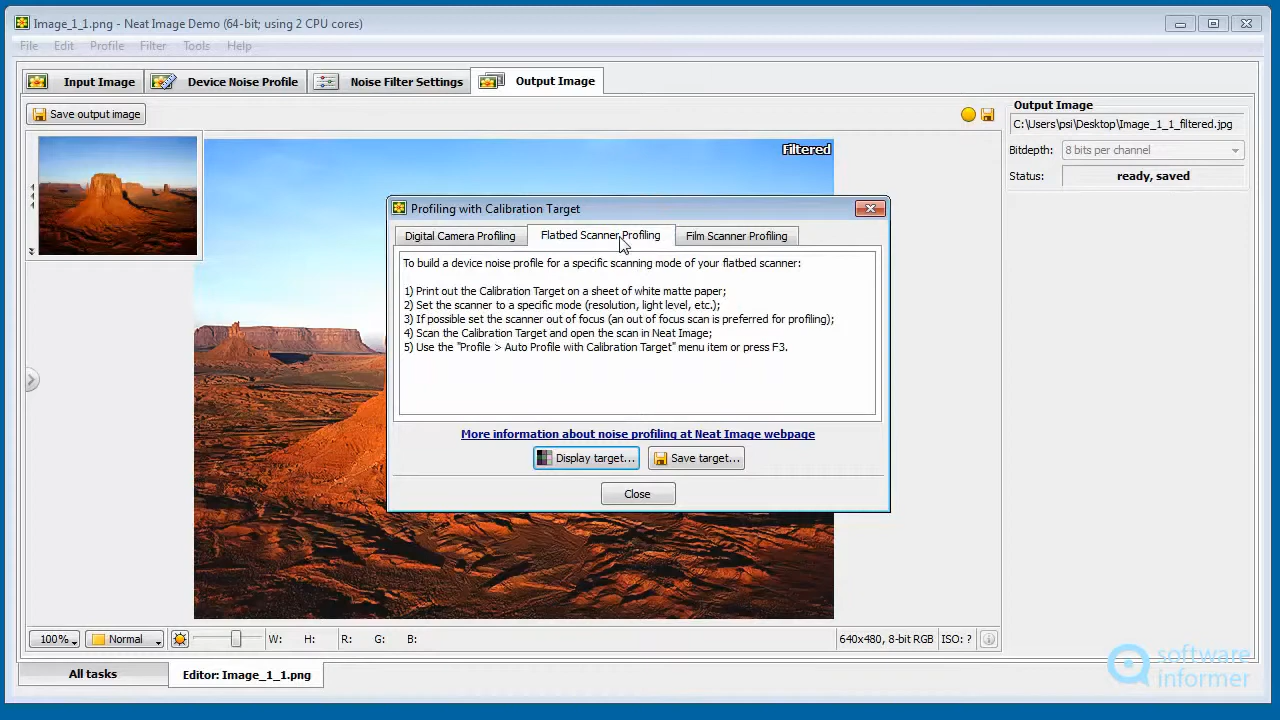 Image_1_1.png - Neat Image Demo (64-bit; using 2 CPU cores)
File Edit Profile Filter Tools Help
Input Image Device Noise Profile Noise Filter Settings Output Image
Save output image
Output Image
C:\Users\psi\Desktop\Image_1_1_filtered.jpg
Bitdepth: 8 bits per channel
Status: ready, saved
Filtered
Profiling with Calibration Target
Digital Camera Profiling Flatbed Scanner Profiling Film Scanner Profiling
To build a device noise profile for a specific scanning mode of your flatbed scanner:
1) Print out the Calibration Target on a sheet of white matte paper;
2) Set the scanner to a specific mode (resolution, light level, etc.);
3) If possible set the scanner out of focus (an out of focus scan is preferred for profiling);
4) Scan the Calibration Target and open the scan in Neat Image;
5) Use the "Profile > Auto Profile with Calibration Target" menu item or press F3.
More information about noise profiling at Neat Image webpage
Display target... Save target...
Close
100% Normal W: H: R: G: B: 640x480, 8-bit RGB ISO: ?
All tasks Editor: Image_1_1.png
software
informer